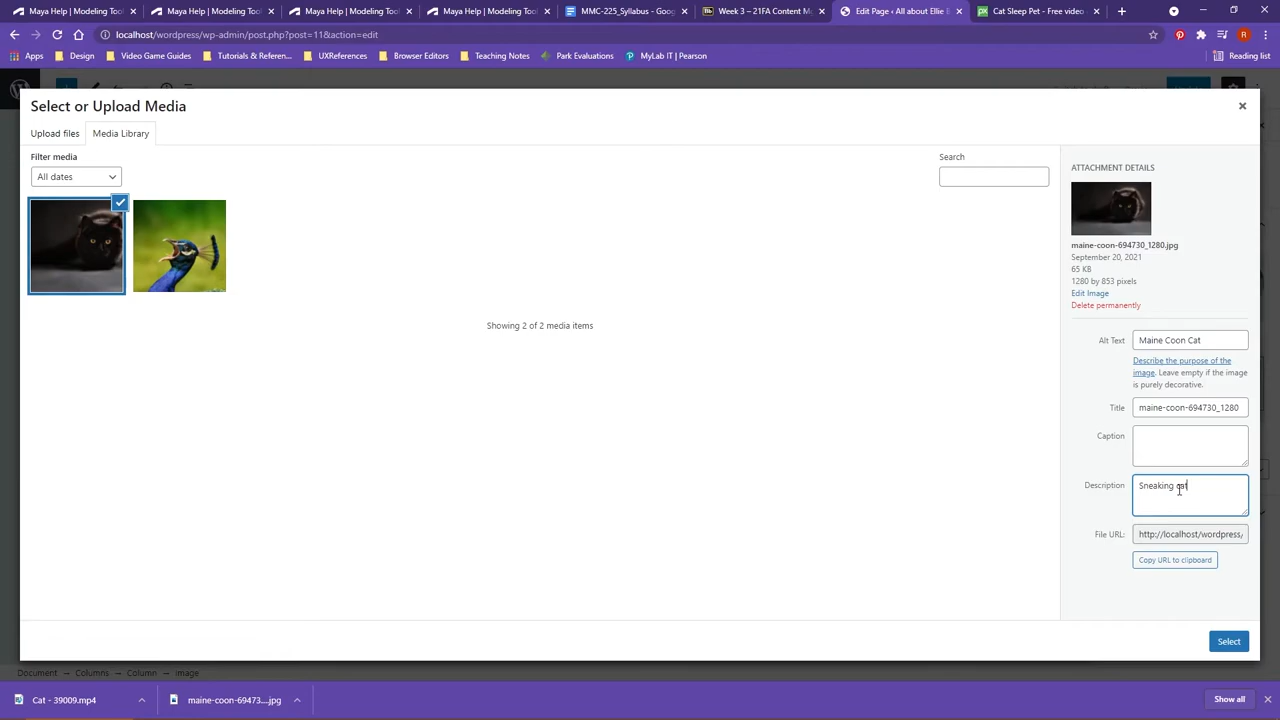 Maya Help | Modeling Tool
Maya Help | Modeling Tool
Maya Help | Modeling Tool
Maya Help | Modeling Tool
MMC-225_Syllabus - Goo
Week 3 – 21FA Content M
Edit Page ‹ All about Ellie B
Cat Sleep Pet - Free video
localhost/wordpress/wp-admin/post.php?post=11&action=edit
Apps
Design
Video Game Guides
Tutorials & Referen...
UXReferences
Browser Editors
Teaching Notes
Park Evaluations
MyLab IT | Pearson
Reading list
Select or Upload Media
Upload files
Media Library
Filter media
Search
All dates
Showing 2 of 2 media items
ATTACHMENT DETAILS
maine-coon-694730_1280.jpg
September 20, 2021
65 KB
1280 by 853 pixels
Edit Image
Delete permanently
Alt Text
Maine Coon Cat
Describe the purpose of the
image. Leave empty if the image
is purely decorative.
Title
maine-coon-694730_1280
Caption
Description
Sneaking cat
File URL:
http://localhost/wordpress/
Copy URL to clipboard
Select
Document → Columns → Column → Image
Cat - 39009.mp4
maine-coon-69473....jpg
Show all